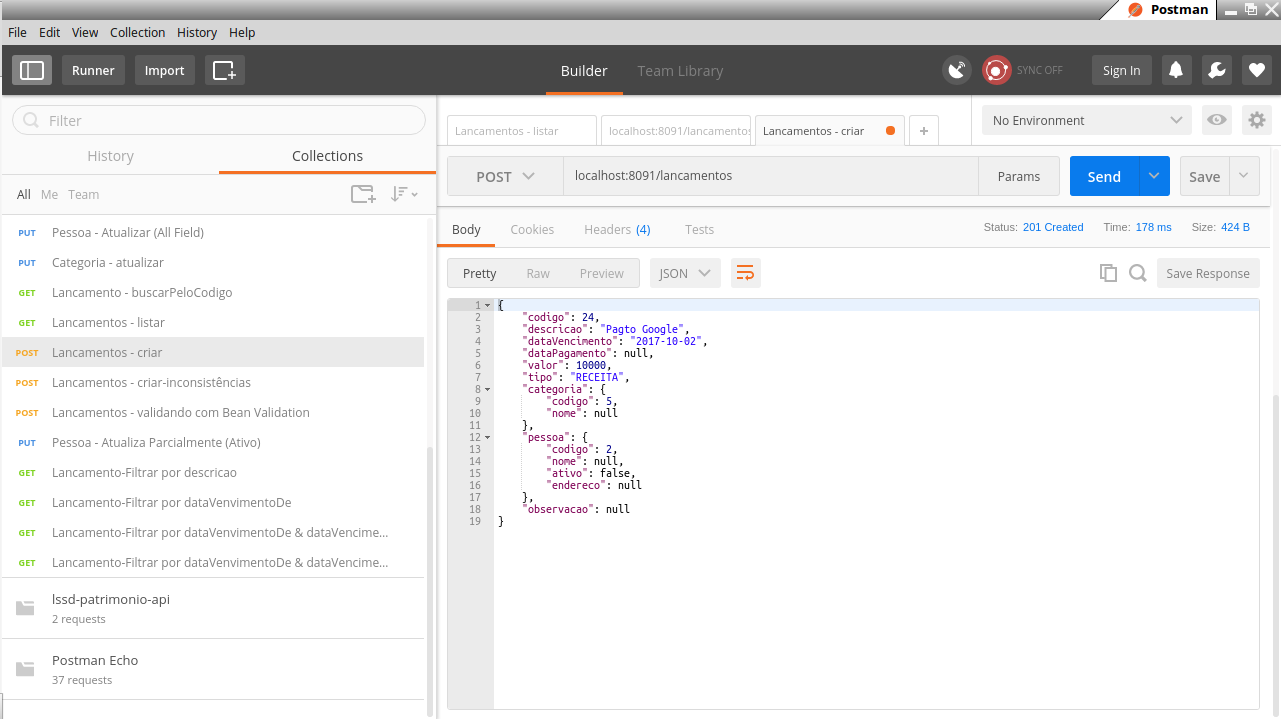 Postman
File Edit View Collection History Help
Runner Import Builder Team Library SYNC OFF Sign In
Filter
History Collections
All Me Team
PUT Pessoa - Atualizar (All Field)
PUT Categoria - atualizar
GET Lancamento - buscarPeloCodigo
GET Lancamentos - listar
POST Lancamentos - criar
POST Lancamentos - criar-inconsistências
POST Lancamentos - validando com Bean Validation
PUT Pessoa - Atualiza Parcialmente (Ativo)
GET Lancamento-Filtrar por descricao
GET Lancamento-Filtrar por dataVenvimentoDe
GET Lancamento-Filtrar por dataVenvimentoDe & dataVencime...
GET Lancamento-Filtrar por dataVenvimentoDe & dataVencime...
lssd-patrimonio-api
2 requests
Postman Echo
37 requests
Lancamentos - listar localhost:8091/lancamentos Lancamentos - criar + No Environment
POST localhost:8091/lancamentos Params Send Save
Body Cookies Headers (4) Tests Status: 201 Created Time: 178 ms Size: 424 B
Pretty Raw Preview JSON Save Response
1 {
2 "codigo": 24,
3 "descricao": "Pagto Google",
4 "dataVencimento": "2017-10-02",
5 "dataPagamento": null,
6 "valor": 10000,
7 "tipo": "RECEITA",
8 "categoria": {
9 "codigo": 5,
10 "nome": null
11 },
12 "pessoa": {
13 "codigo": 2,
14 "nome": null,
15 "ativo": false,
16 "endereco": null
17 },
18 "observacao": null
19 }